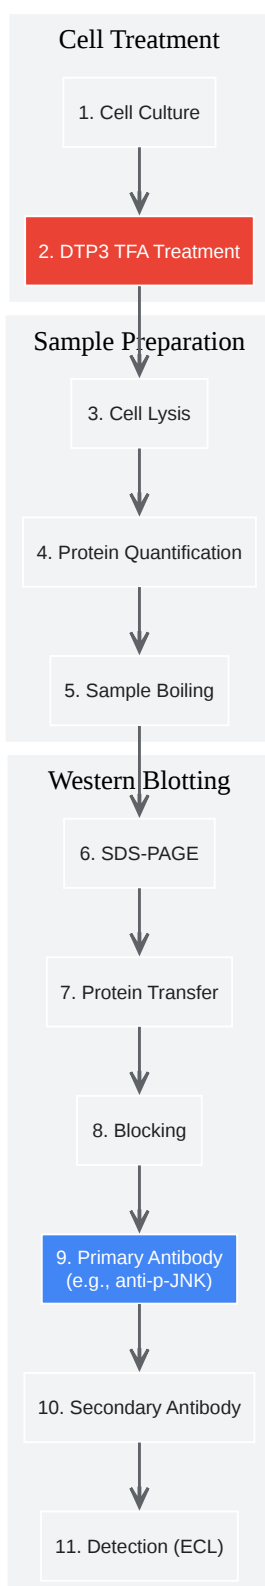 Cell Treatment
1. Cell Culture
2. DTP3 TFA Treatment
Sample Preparation
3. Cell Lysis
4. Protein Quantification
5. Sample Boiling
Western Blotting
6. SDS-PAGE
7. Protein Transfer
8. Blocking
9. Primary Antibody
(e.g., anti-p-JNK)
10. Secondary Antibody
11. Detection (ECL)